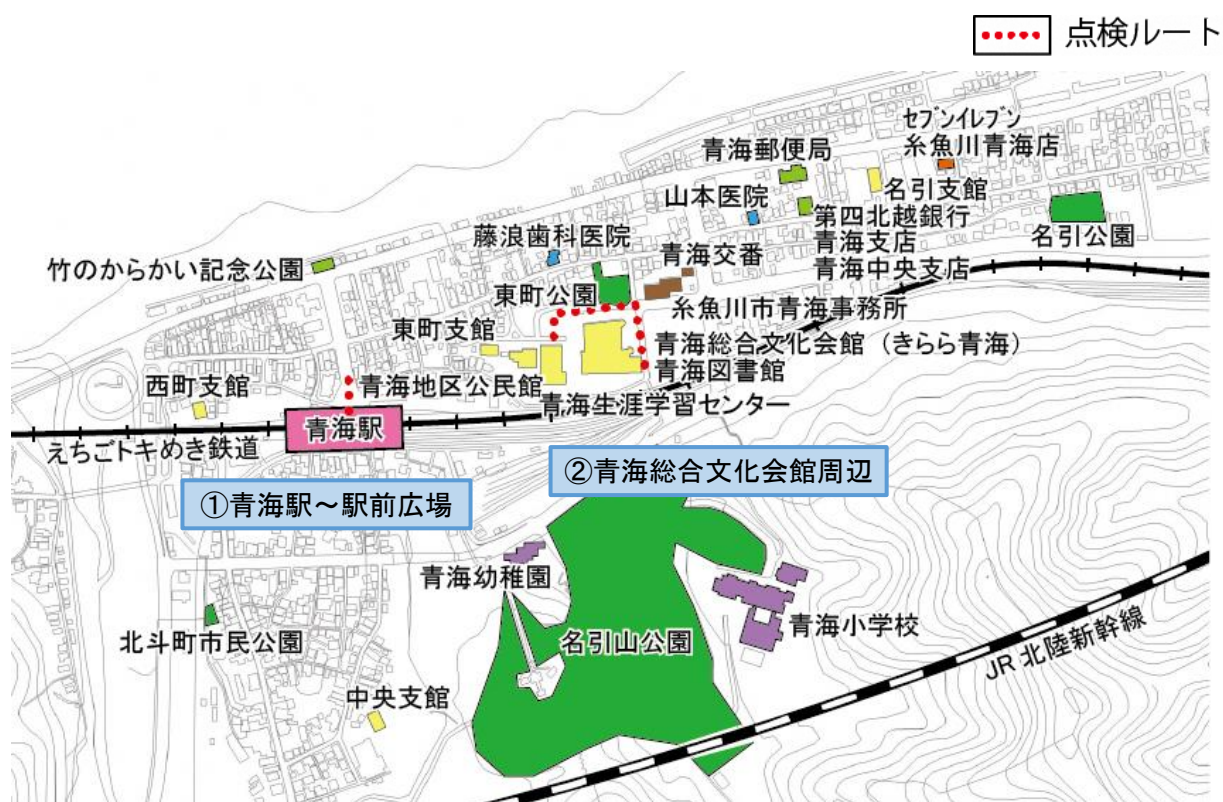 点検ルート
セブンイレブン
糸魚川青海店
青海郵便局
名引支館
山本医院
第四北越銀行
青海支店
青海中央支店
名引公園
藤浪歯科医院
青海交番
竹のからかい記念公園
東町公園
糸魚川市青海事務所
東町支館
青海総合文化会館（きらら青海）
青海図書館
西町支館
青海地区公民館
青海生涯学習センター
青海駅
えちごトキめき鉄道
②青海総合文化会館周辺
①青海駅～駅前広場
青海幼稚園
北斗町市民公園
名引山公園
青海小学校
JR北陸新幹線
中央支館